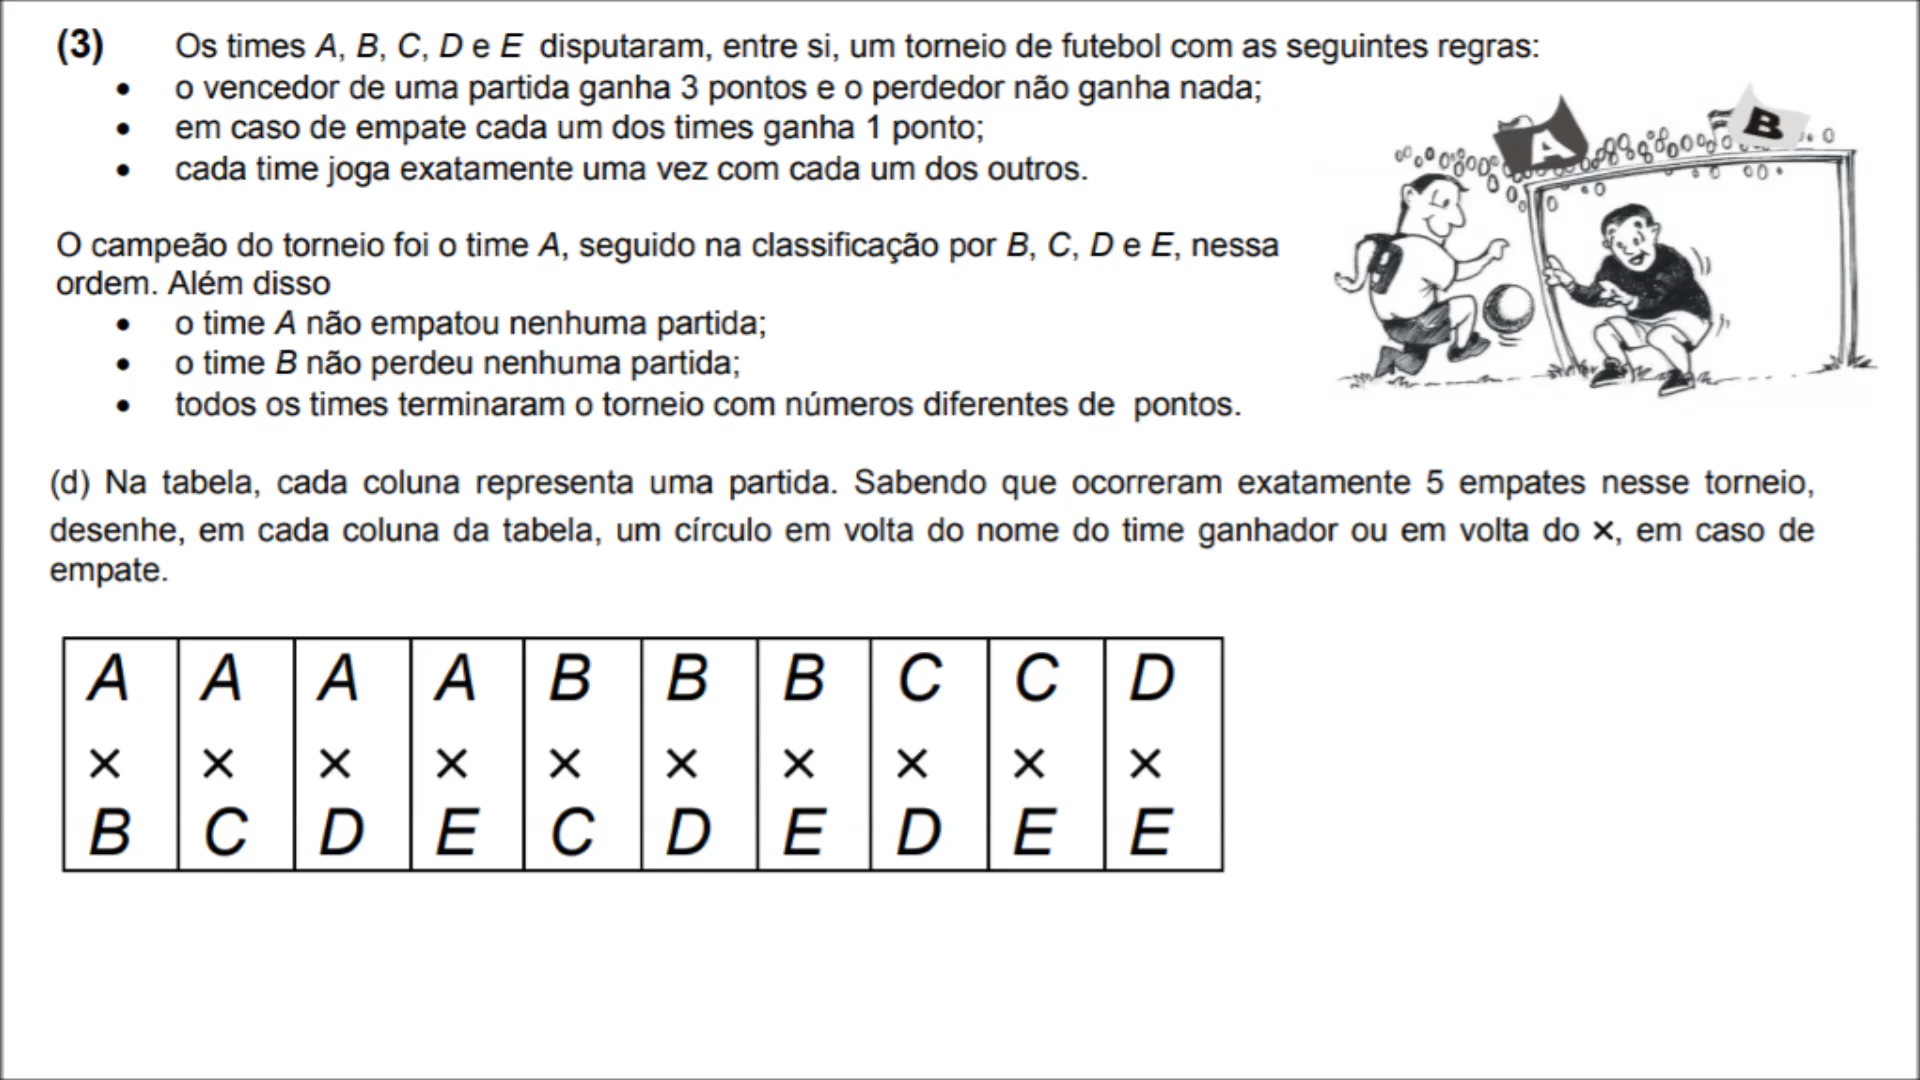 (3) Os times A, B, C, D e E disputaram, entre si, um torneio de futebol com as seguintes regras:
• o vencedor de uma partida ganha 3 pontos e o perdedor não ganha nada;
• em caso de empate cada um dos times ganha 1 ponto;
• cada time joga exatamente uma vez com cada um dos outros.
A B
O campeão do torneio foi o time A, seguido na classificação por B, C, D e E, nessa
ordem. Além disso
• o time A não empatou nenhuma partida;
• o time B não perdeu nenhuma partida;
• todos os times terminaram o torneio com números diferentes de pontos.
9
(d) Na tabela, cada coluna representa uma partida. Sabendo que ocorreram exatamente 5 empates nesse torneio,
desenhe, em cada coluna da tabela, um círculo em volta do nome do time ganhador ou em volta do ×, em caso de
empate.
A A A A B B B C C D
× × × × × × × × × ×
B C D E C D E D E E